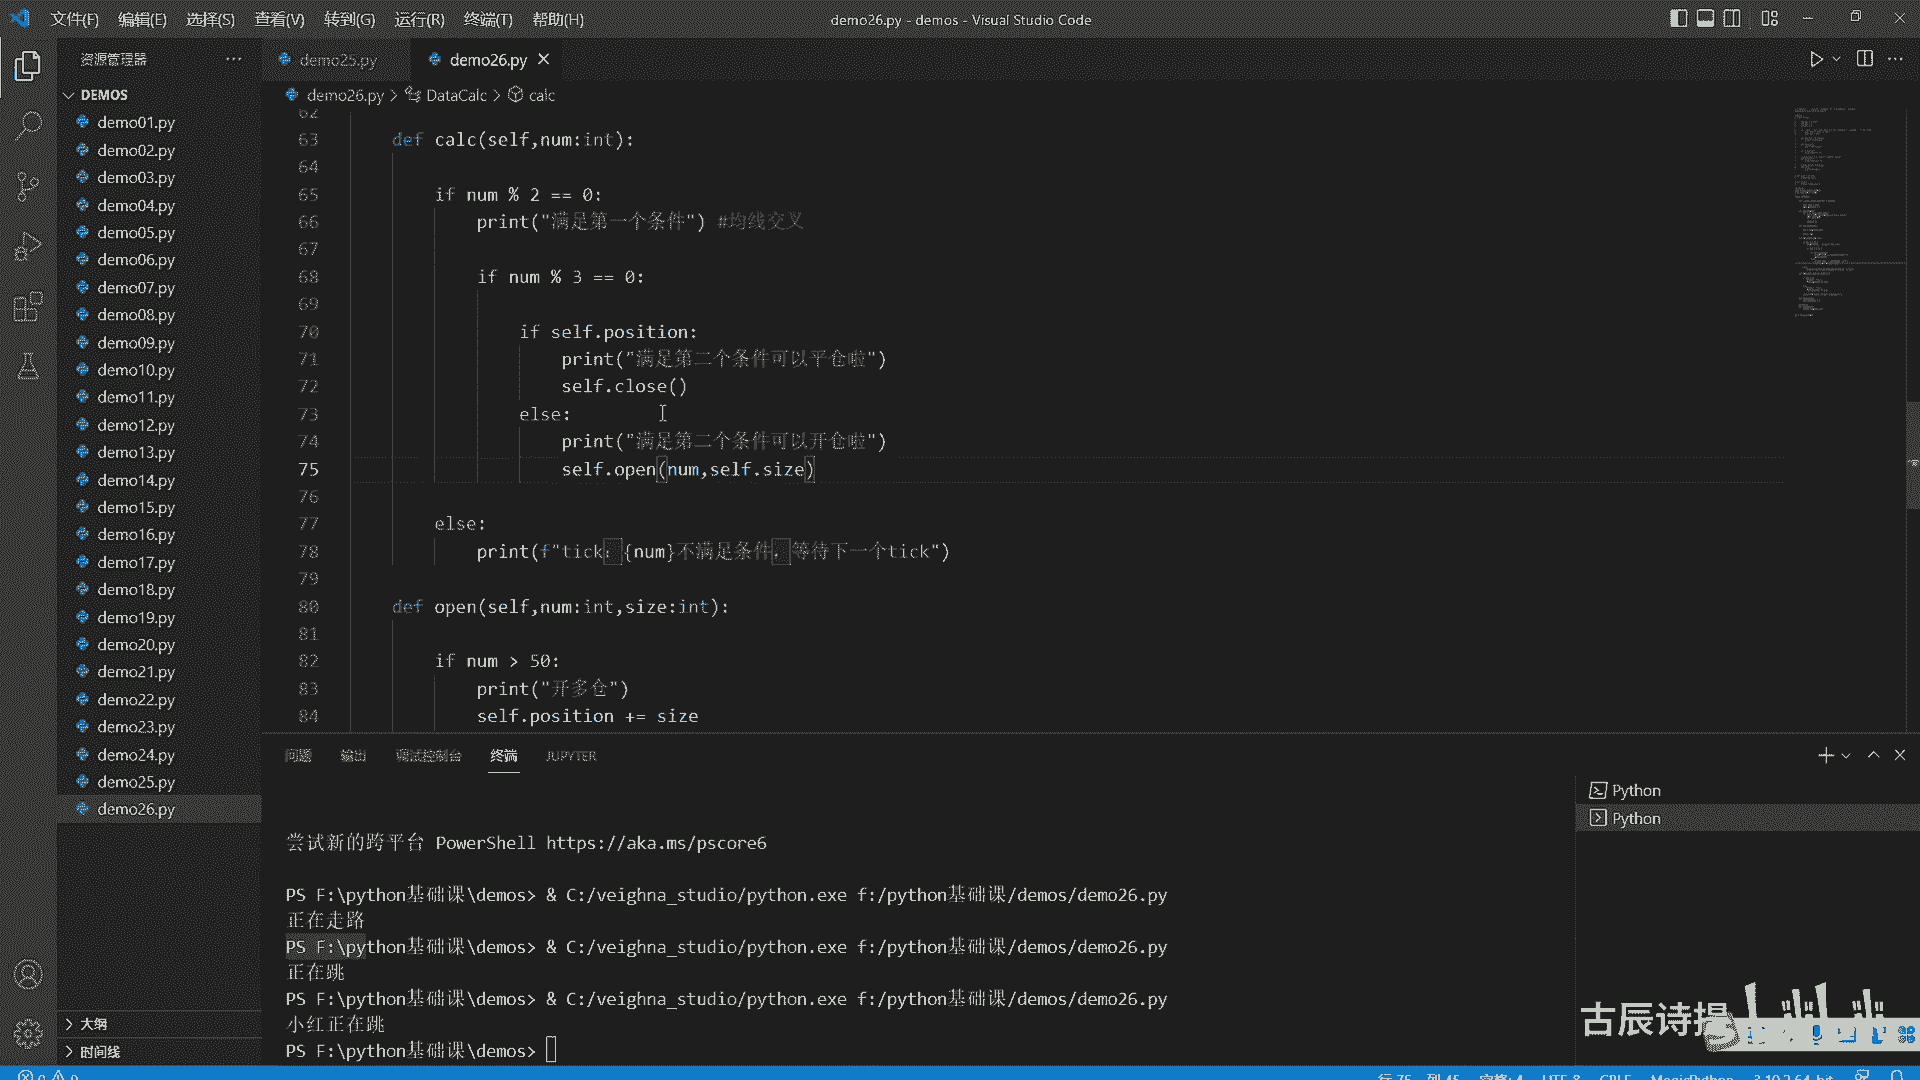 文件(F) 编辑(E) 选择(S) 查看(V) 转到(G) 运行(R) 终端(T) 帮助(H)
demo26.py - demos - Visual Studio Code
资源管理器
DEMOS
demo01.py
demo02.py
demo03.py
demo04.py
demo05.py
demo06.py
demo07.py
demo08.py
demo09.py
demo10.py
demo11.py
demo12.py
demo13.py
demo14.py
demo15.py
demo16.py
demo17.py
demo18.py
demo19.py
demo20.py
demo21.py
demo22.py
demo23.py
demo24.py
demo25.py
demo26.py
大纲
时间线
demo25.py demo26.py
demo26.py > DataCalc > calc
62
63 def calc(self,num:int):
64
65 if num % 2 == 0:
66 print("满足第一个条件") #均线交叉
67
68 if num % 3 == 0:
69
70 if self.position:
71 print("满足第二个条件可以平仓啦")
72 self.close()
73 else:
74 print("满足第二个条件可以开仓啦")
75 self.open(num,self.size)
76
77 else:
78 print(f"tick：{num}不满足条件，等待下一个tick")
79
80 def open(self,num:int,size:int):
81
82 if num > 50:
83 print("开多仓")
84 self.position += size
问题 输出 调试控制台 终端 JUPYTER
尝试新的跨平台 PowerShell https://aka.ms/pscore6
PS F:\python基础课\demos> & C:/veighna_studio/python.exe f:/python基础课/demos/demo26.py
正在走路
PS F:\python基础课\demos> & C:/veighna_studio/python.exe f:/python基础课/demos/demo26.py
正在跳
PS F:\python基础课\demos> & C:/veighna_studio/python.exe f:/python基础课/demos/demo26.py
小红正在跳
PS F:\python基础课\demos>
Python
Python
古辰诗提
行 75, 列 45 空格: 4 UTF-8 CRLF MagicPython 3.10.2 64-bit